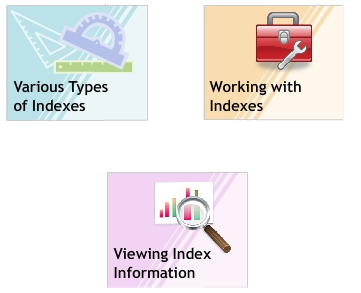 Various Types
of Indexes
Working with
Indexes
Viewing Index
Information